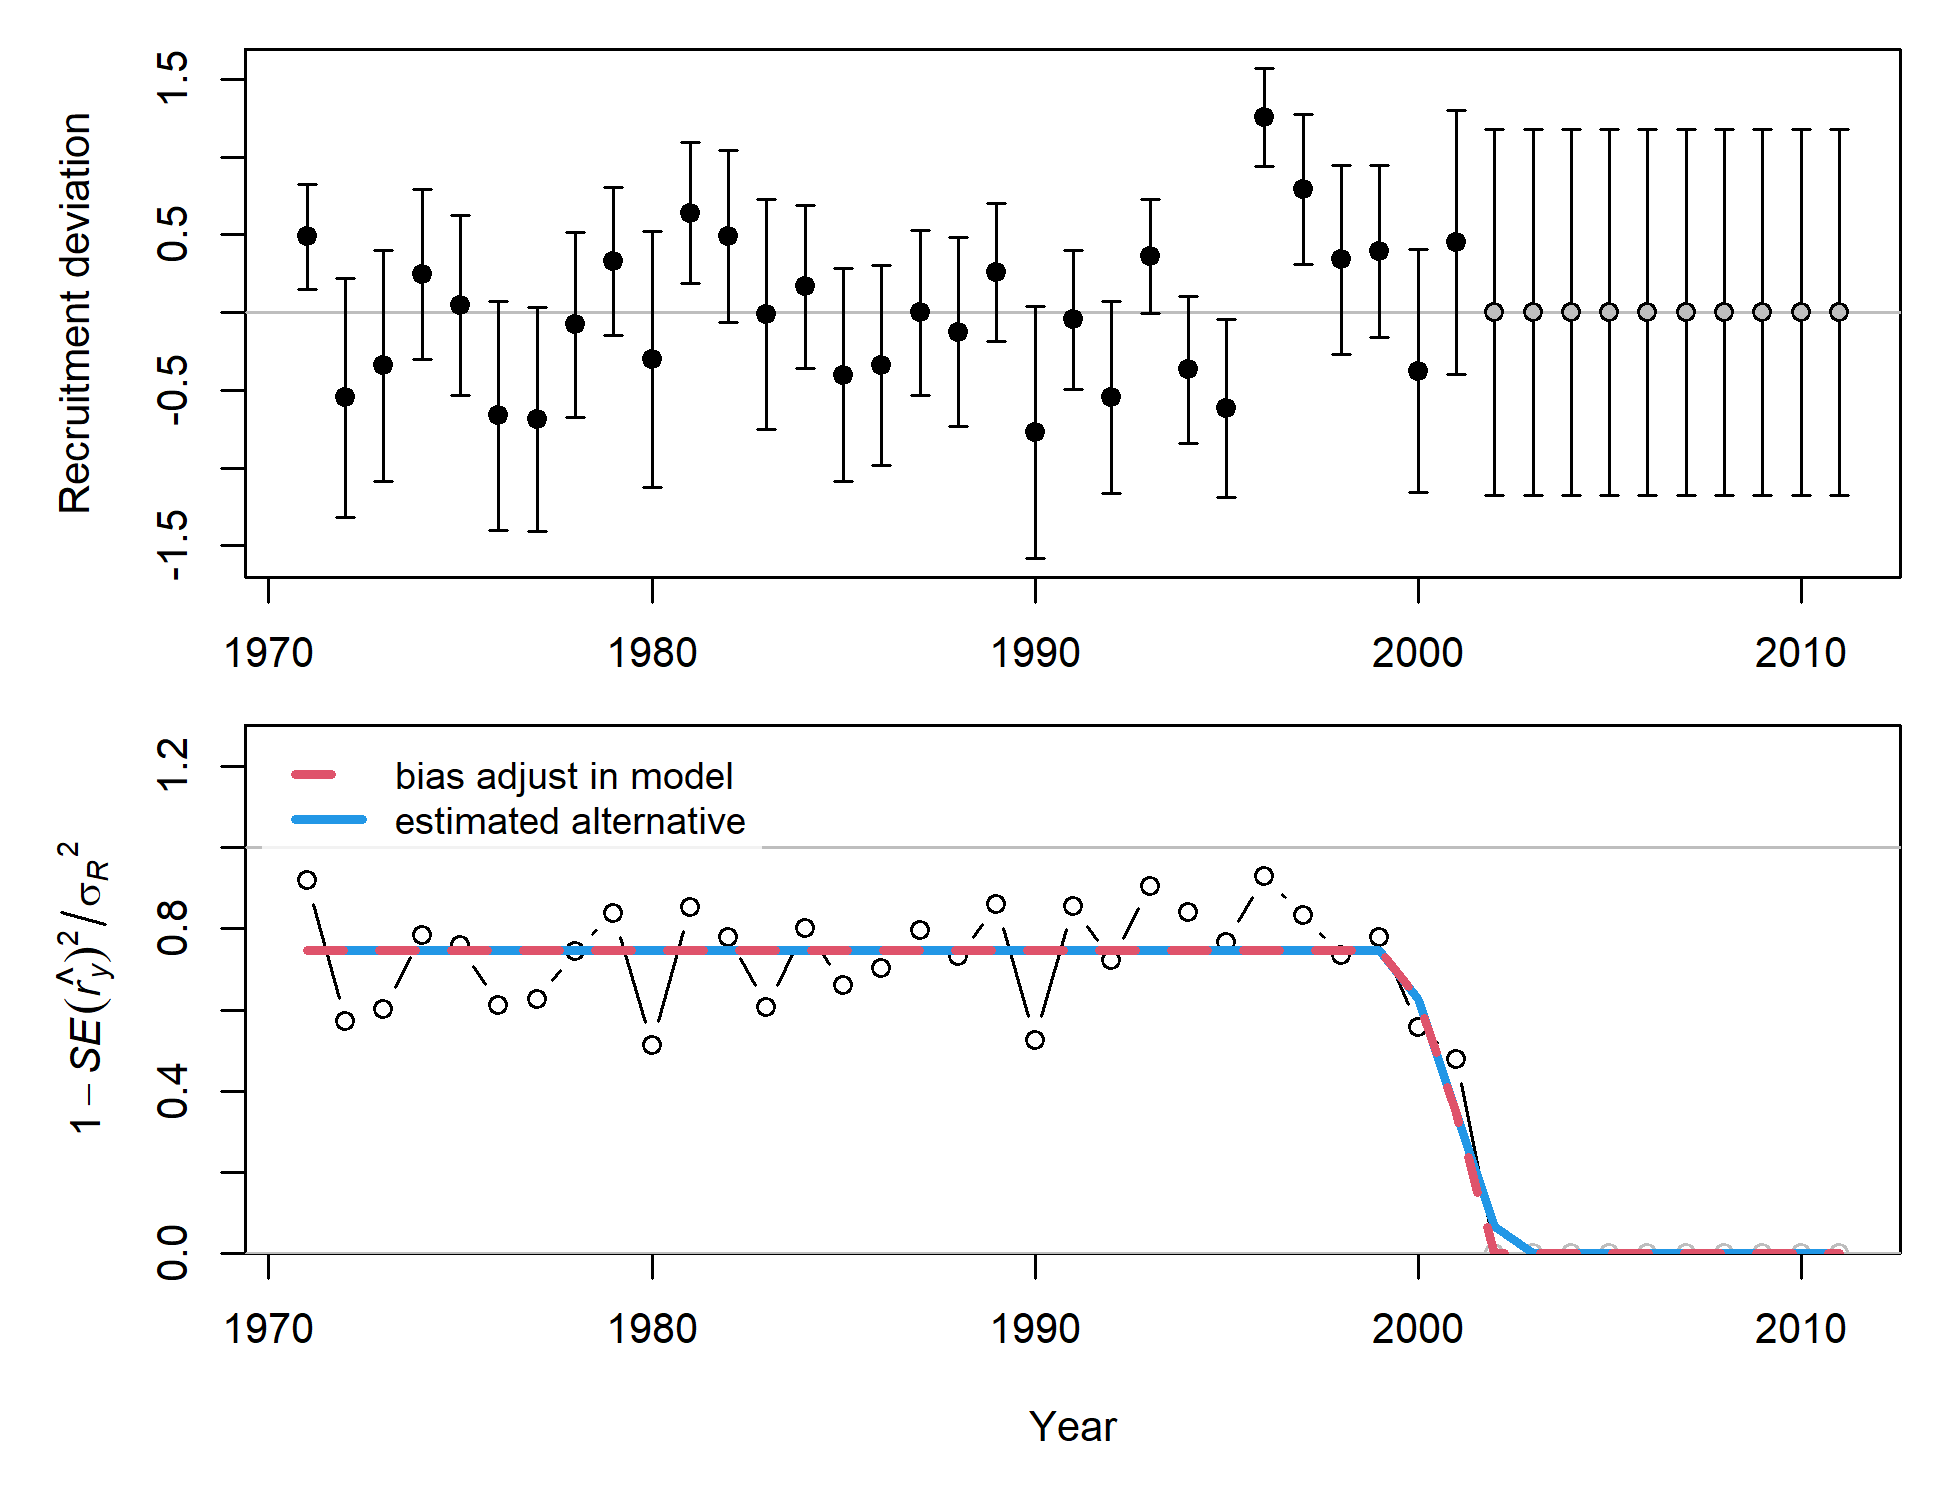 Recruitment deviation
1.5
0.5
-0.5
-1.5
1970 1980 1990 2000 2010
bias adjust in model
estimated alternative
1 − SE(r̂y)²/σR²
1.2
0.8
0.4
0.0
1970 1980 1990 2000 2010
Year